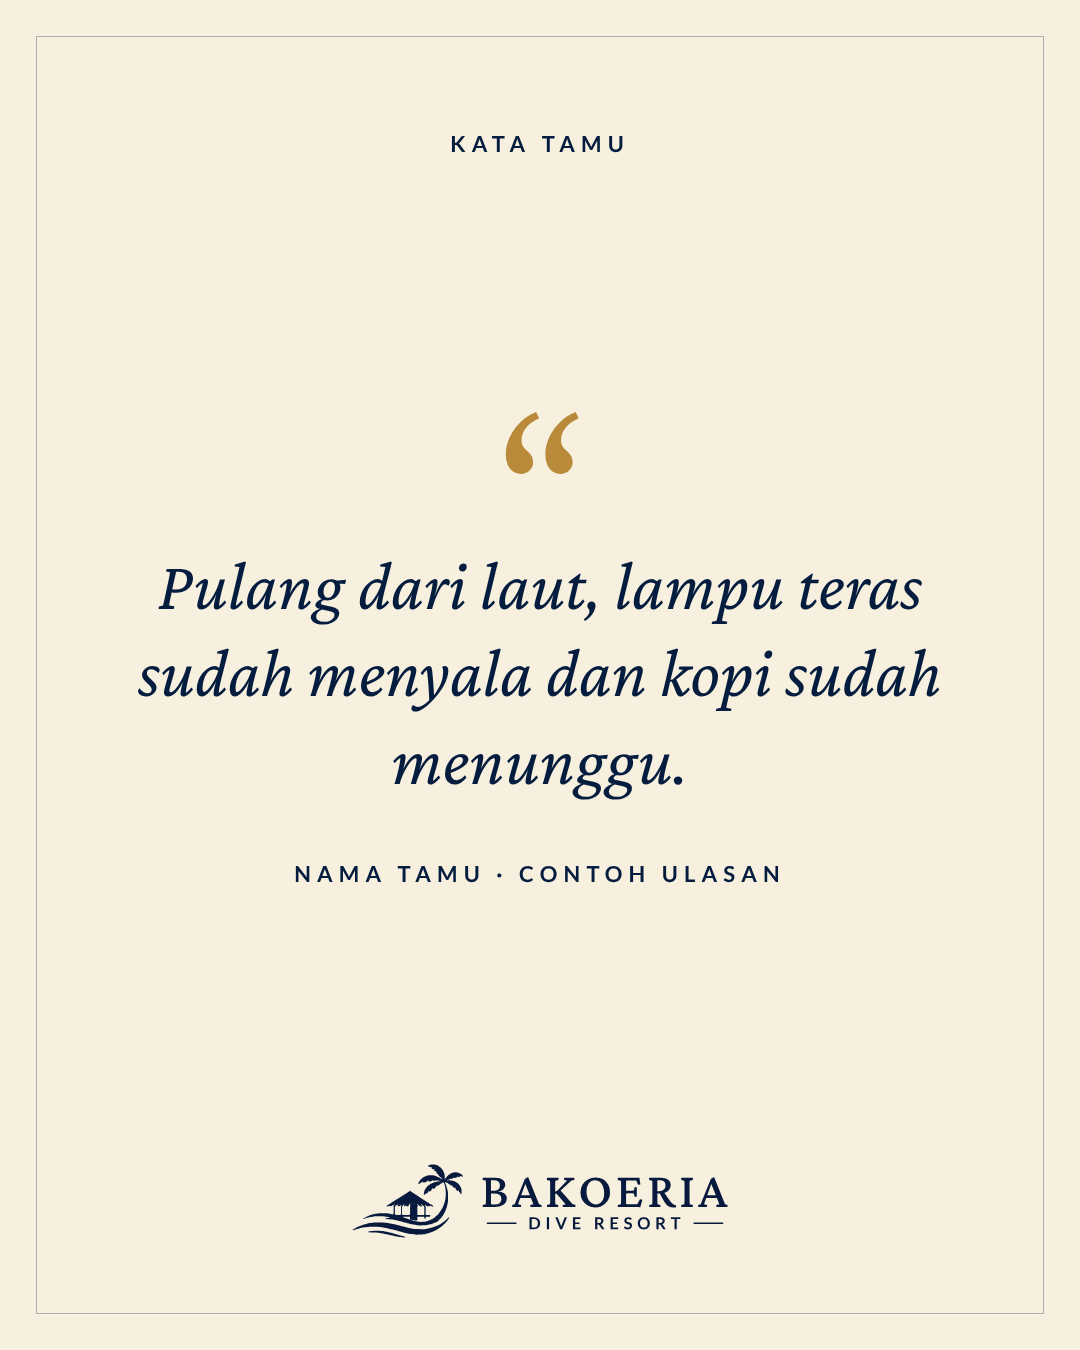 KATA TAMU
“
Pulang dari laut, lampu teras
sudah menyala dan kopi sudah
menunggu.
NAMA TAMU · CONTOH ULASAN
BAKOERIA
DIVE RESORT